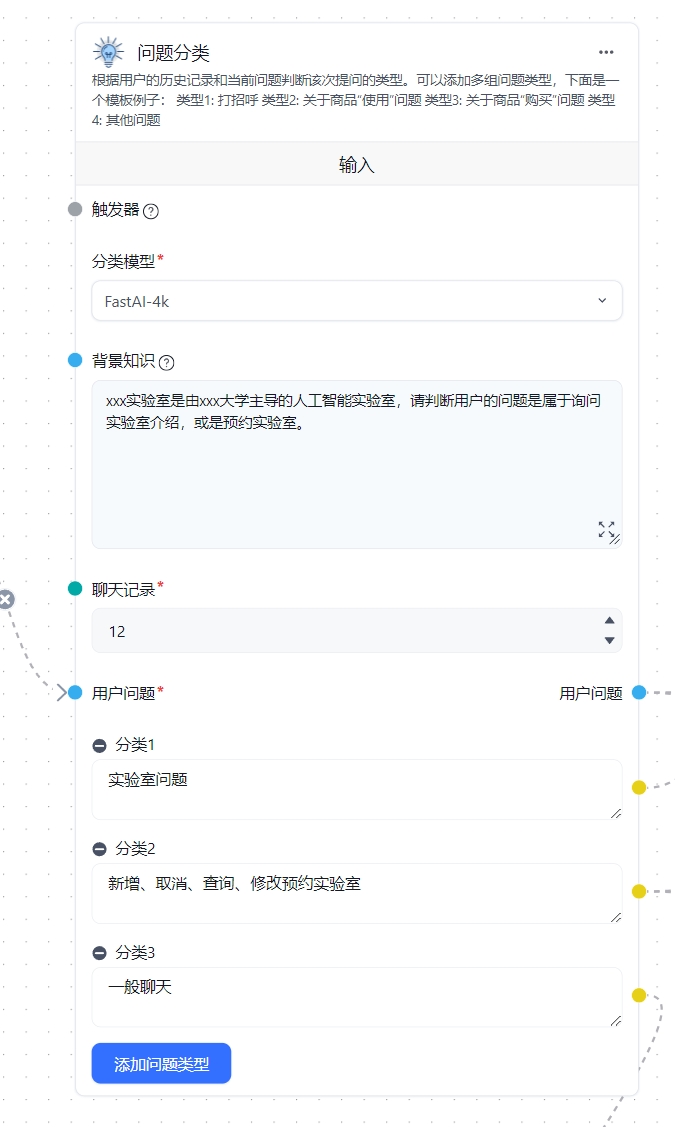 问题分类
根据用户的历史记录和当前问题判断该次提问的类型。可以添加多组问题类型，下面是一
个模板例子： 类型1: 打招呼 类型2: 关于商品“使用”问题 类型3: 关于商品“购买”问题 类型
4: 其他问题
输入
触发器
分类模型*
FastAI-4k
背景知识
xxx实验室是由xxx大学主导的人工智能实验室，请判断用户的问题是属于询问
实验室介绍，或是预约实验室。
聊天记录*
12
用户问题* 用户问题
分类1
实验室问题
分类2
新增、取消、查询、修改预约实验室
分类3
一般聊天
添加问题类型